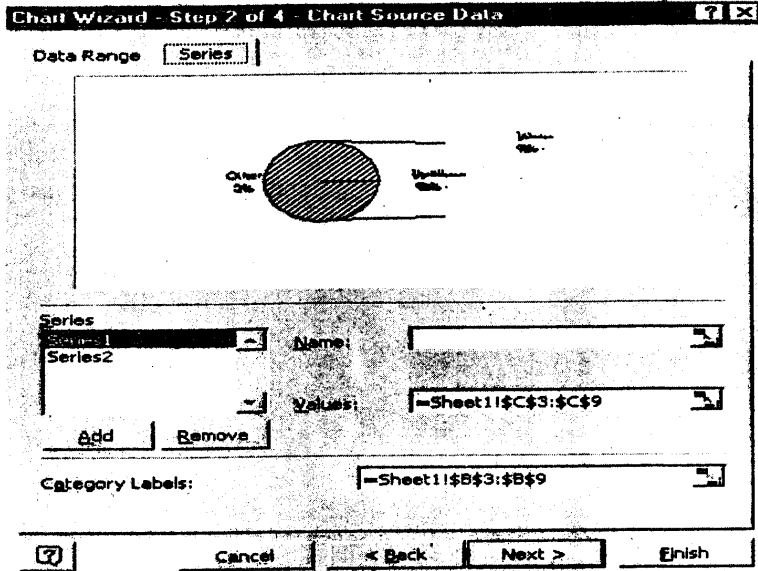 Chart Wizard - Step 2 of 4 - Chart Source Data
Data Range Series
Other
Series
Series1
Series2
Name:
Values: =Sheet1!$C$3:$C$9
Add Remove
Category Labels: =Sheet1!$B$3:$B$9
Cancel < Back Next > Finish